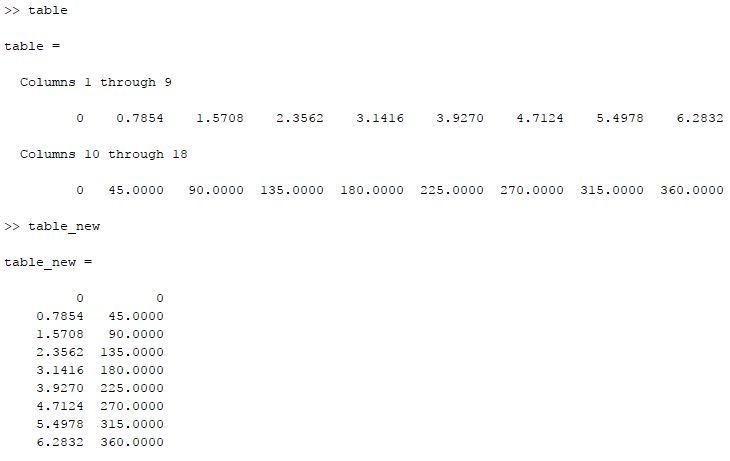 >> table
table =
Columns 1 through 9
0 0.7854 1.5708 2.3562 3.1416 3.9270 4.7124 5.4978 6.2832
Columns 10 through 18
0 45.0000 90.0000 135.0000 180.0000 225.0000 270.0000 315.0000 360.0000
>> table_new
table_new =
0 0
0.7854 45.0000
1.5708 90.0000
2.3562 135.0000
3.1416 180.0000
3.9270 225.0000
4.7124 270.0000
5.4978 315.0000
6.2832 360.0000